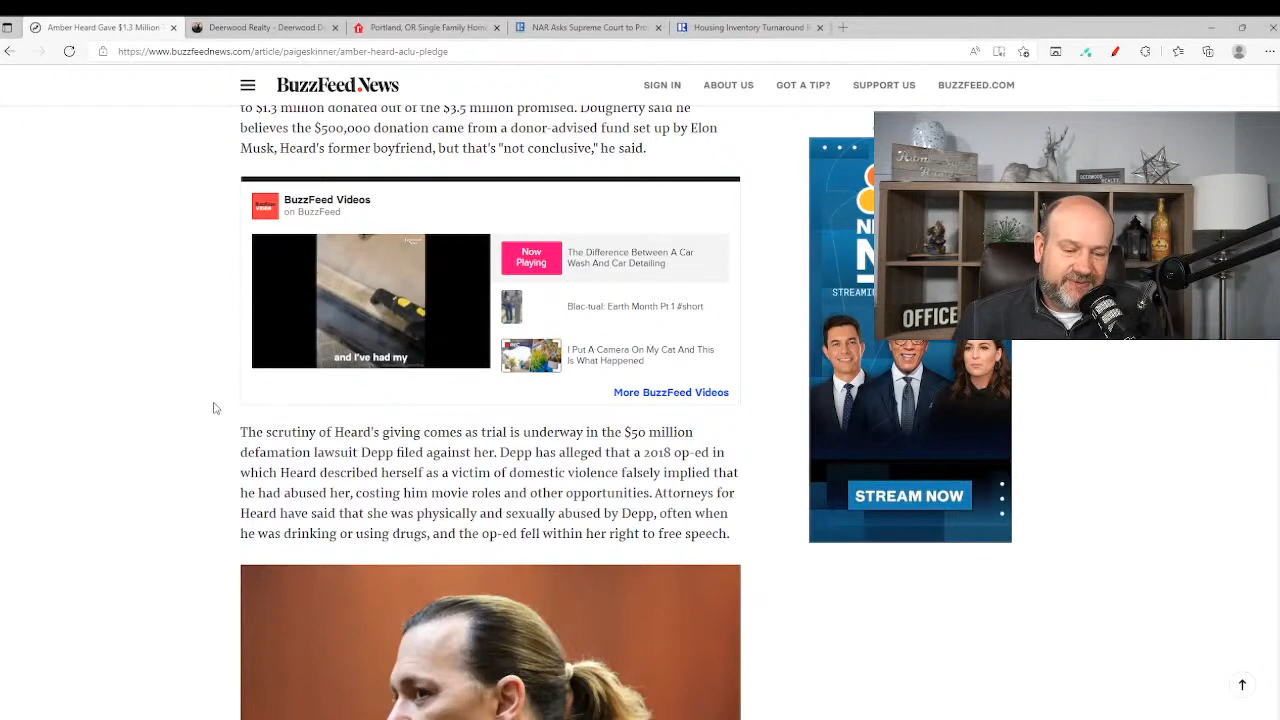 Amber Heard Gave $1.3 Million
Deerwood Realty - Deerwood De
Portland, OR Single Family Home
NAR Asks Supreme Court to Pro
Housing Inventory Turnaround R
https://www.buzzfeednews.com/article/paigeskinner/amber-heard-aclu-pledge
BuzzFeed News
SIGN IN
ABOUT US
GOT A TIP?
SUPPORT US
BUZZFEED.COM
to $1.3 million donated out of the $3.5 million promised. Dougherty said he
believes the $500,000 donation came from a donor-advised fund set up by Elon
Musk, Heard's former boyfriend, but that's "not conclusive," he said.
BuzzFeed Videos
on BuzzFeed
and I've had my
Now
Playing
The Difference Between A Car
Wash And Car Detailing
Blac-tual: Earth Month Pt 1 #short
I Put A Camera On My Cat And This
Is What Happened
More BuzzFeed Videos
The scrutiny of Heard's giving comes as trial is underway in the $50 million
defamation lawsuit Depp filed against her. Depp has alleged that a 2018 op-ed in
which Heard described herself as a victim of domestic violence falsely implied that
he had abused her, costing him movie roles and other opportunities. Attorneys for
Heard have said that she was physically and sexually abused by Depp, often when
he was drinking or using drugs, and the op-ed fell within her right to free speech.
STREAM NOW
DEERWOOD REALTY
OFFICE